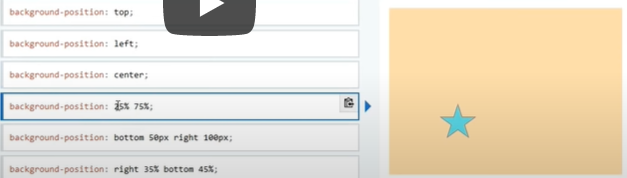 background-position: top;
background-position: left;
background-position: center;
background-position: 25% 75%;
background-position: bottom 50px right 100px;
background-position: right 35% bottom 45%;